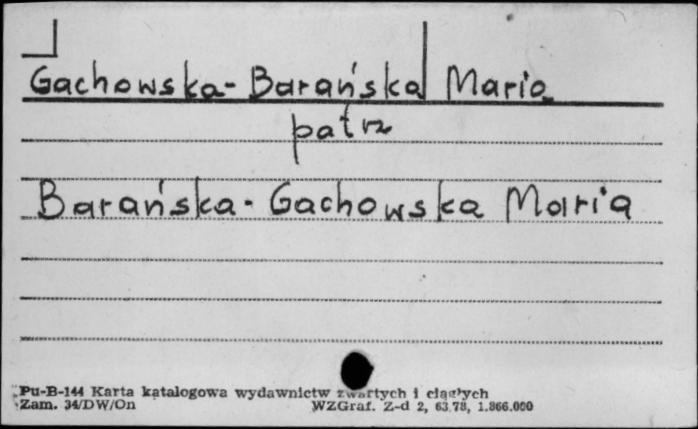 Gachowska-Barańska Maria
patrz
Barańska-Gachowska Maria
Pu-B-144 Karta katalogowa wydawnictw zwartych i ciągłych
Zam. 34/DW/On WZGraf. Z-d 2, 63,78, 1.866.000